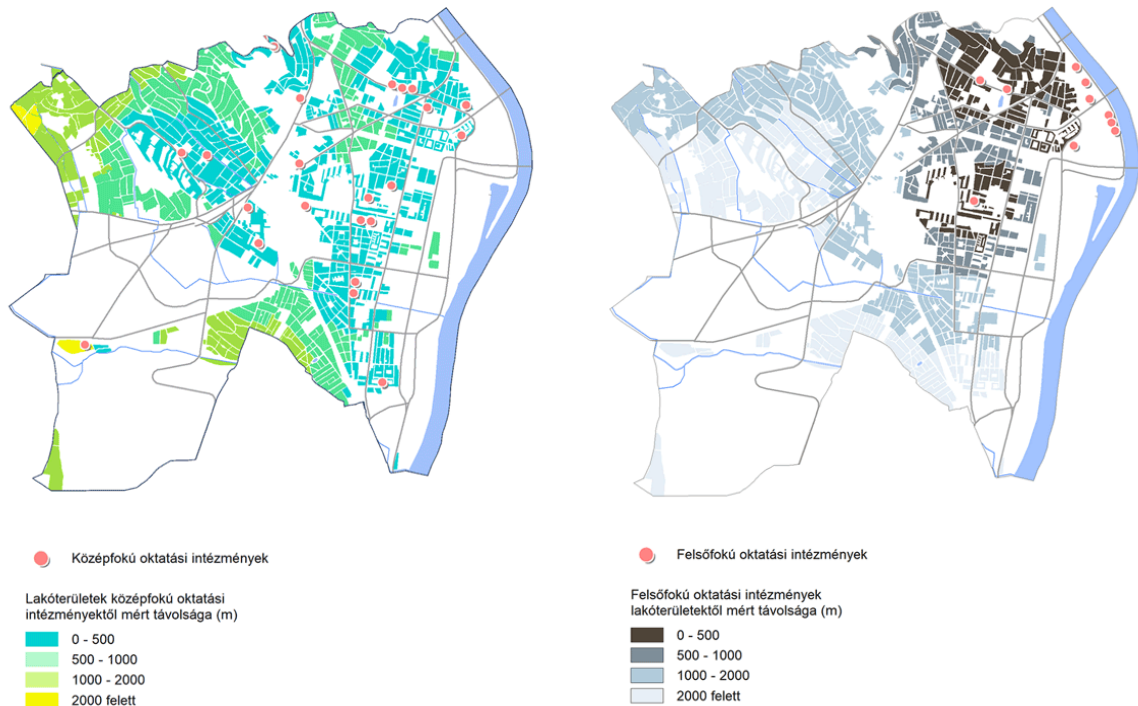 Középfokú oktatási intézmények
Lakóterületek középfokú oktatási
intézményektől mért távolsága (m)
0 - 500
500 - 1000
1000 - 2000
2000 felett
Felsőfokú oktatási intézmények
Felsőfokú oktatási intézmények
lakóterületektől mért távolsága (m)
0 - 500
500 - 1000
1000 - 2000
2000 felett